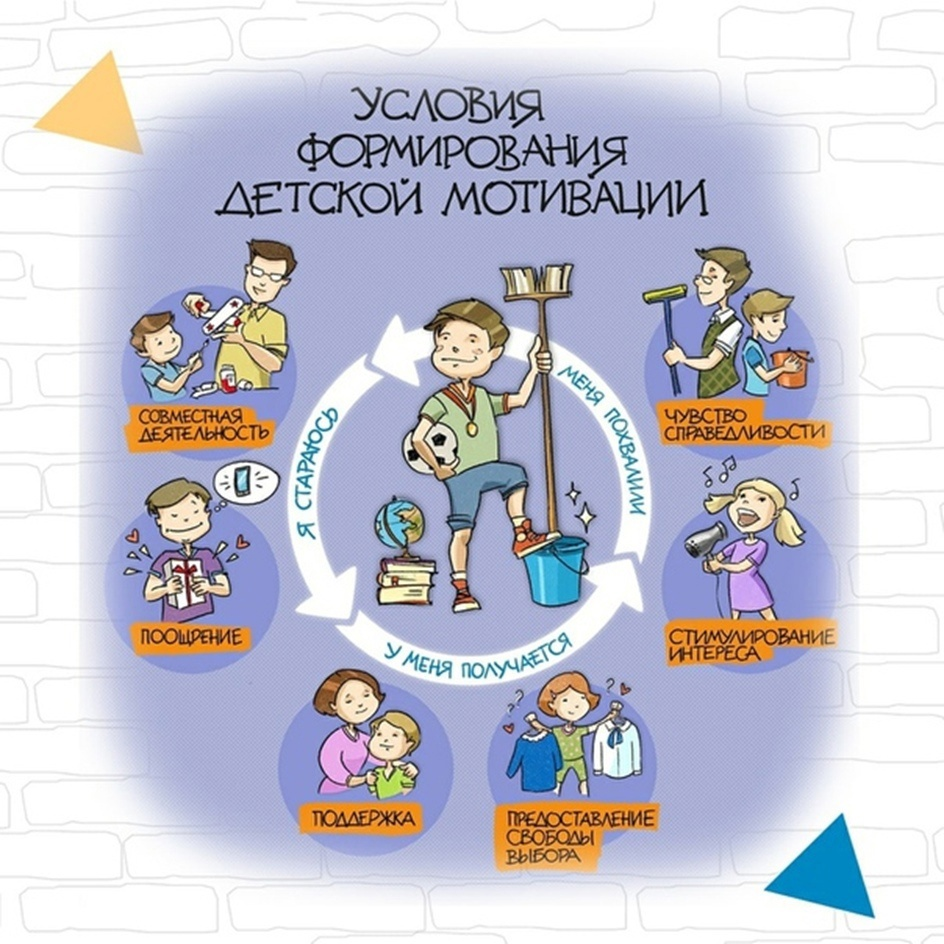 УСЛОВИЯ
ФОРМИРОВАНИЯ
ДЕТСКОЙ МОТИВАЦИИ
СОВМЕСТНАЯ
ДЕЯТЕЛЬНОСТЬ
Я СТАРАЮСЬ
МЕНЯ ПОХВАЛИЛИ
ЧУВСТВО
СПРАВЕДЛИВОСТИ
ПООЩРЕНИЕ
У МЕНЯ ПОЛУЧАЕТСЯ
СТИМУЛИРОВАНИЕ
ИНТЕРЕСА
ПОДДЕРЖКА
ПРЕДОСТАВЛЕНИЕ
СВОБОДЫ
ВЫБОРА